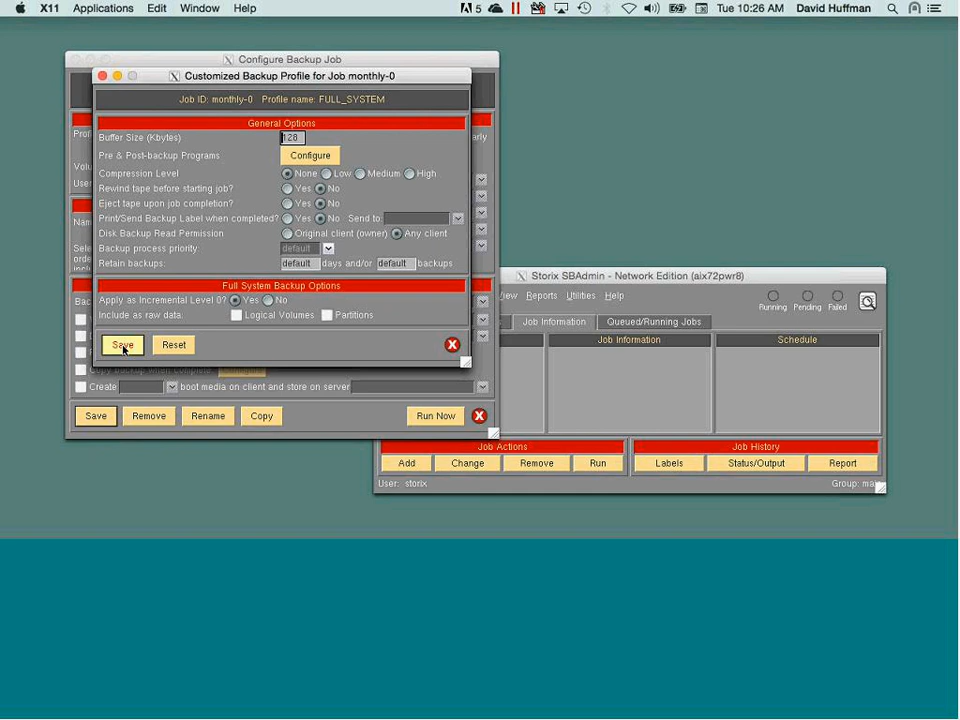 X11 Applications Edit Window Help
5 Tue 10:26 AM David Huffman
Configure Backup Job
Customized Backup Profile for Job monthly-0
Job ID: monthly-0 Profile name: FULL_SYSTEM
General Options
Buffer Size (Kbytes) 128
Pre & Post-backup Programs Configure
Compression Level None Low Medium High
Rewind tape before starting job? Yes No
Eject tape upon job completion? Yes No
Print/Send Backup Label when completed? Yes No Send to:
Disk Backup Read Permission Original client (owner) Any client
Backup process priority: default
Retain backups: default days and/or default backups
Full System Backup Options
Apply as Incremental Level 0? Yes No
Include as raw data: Logical Volumes Partitions
Save Reset
Copy backup when complete
Create boot media on client and store on server
Save Remove Rename Copy Run Now
Storix SBAdmin - Network Edition (aix72pwr8)
Reports Utilities Help
Running Pending Failed
Job Information Queued/Running Jobs
Job Information Schedule
Job Actions Job History
Add Change Remove Run Labels Status/Output Report
User: storix